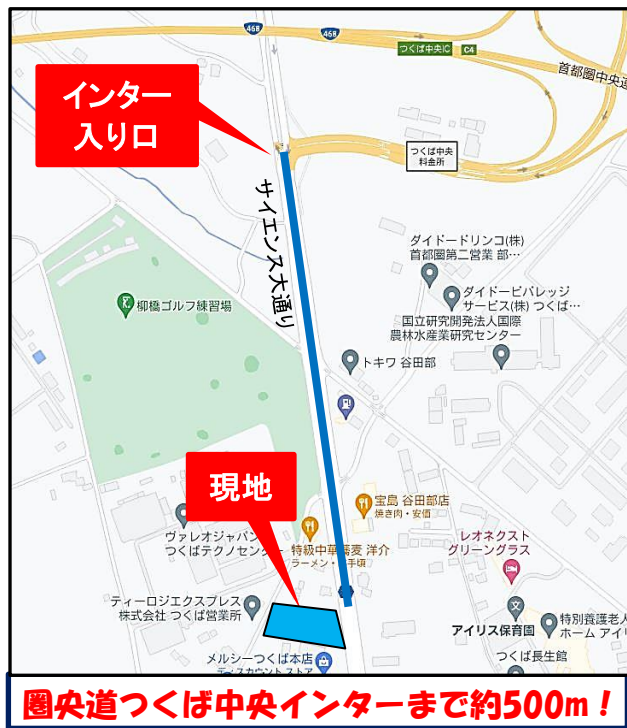 468
468
つくば中央IC
C4
首都圏中央道
インター
入り口
つくば中央
料金所
サイエンス大通り
ダイドードリンコ(株)
首都圏第二営業 部…
柳橋ゴルフ練習場
ダイドービバレッジ
サービス(株) つくば…
国立研究開発法人国際
農林水産業研究センター
トキワ 谷田部
現地
宝島 谷田部店
焼き肉・安価
ヴァレオジャパン
つくばテクノセンター
特級中華蕎麦 洋介
ラーメン・お手頃
レオネクスト
グリーングラス
ティーロジエクスプレス
株式会社 つくば営業所
アイリス保育園
特別養護老人
ホーム アイリ
メルシーつくば本店
ディスカウントストア
つくば長生館
圏央道つくば中央インターまで約500m！